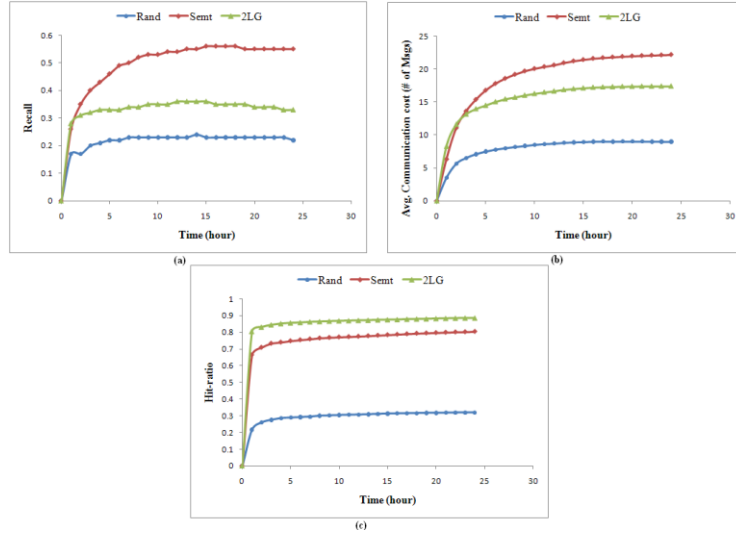 Rand Semt 2LG
0.6
0.5
0.4
0.3
0.2
0.1
0
Recall
0 5 10 15 20 25 30
Time (hour)
(a)
Rand Semt 2LG
25
20
15
10
5
0
Avg. Communication cost (# of Msgs)
0 5 10 15 20 25 30
Time (hour)
(b)
Rand Semt 2LG
1
0.9
0.8
0.7
0.6
0.5
0.4
0.3
0.2
0.1
0
Hit-ratio
0 5 10 15 20 25 30
Time (hour)
(c)